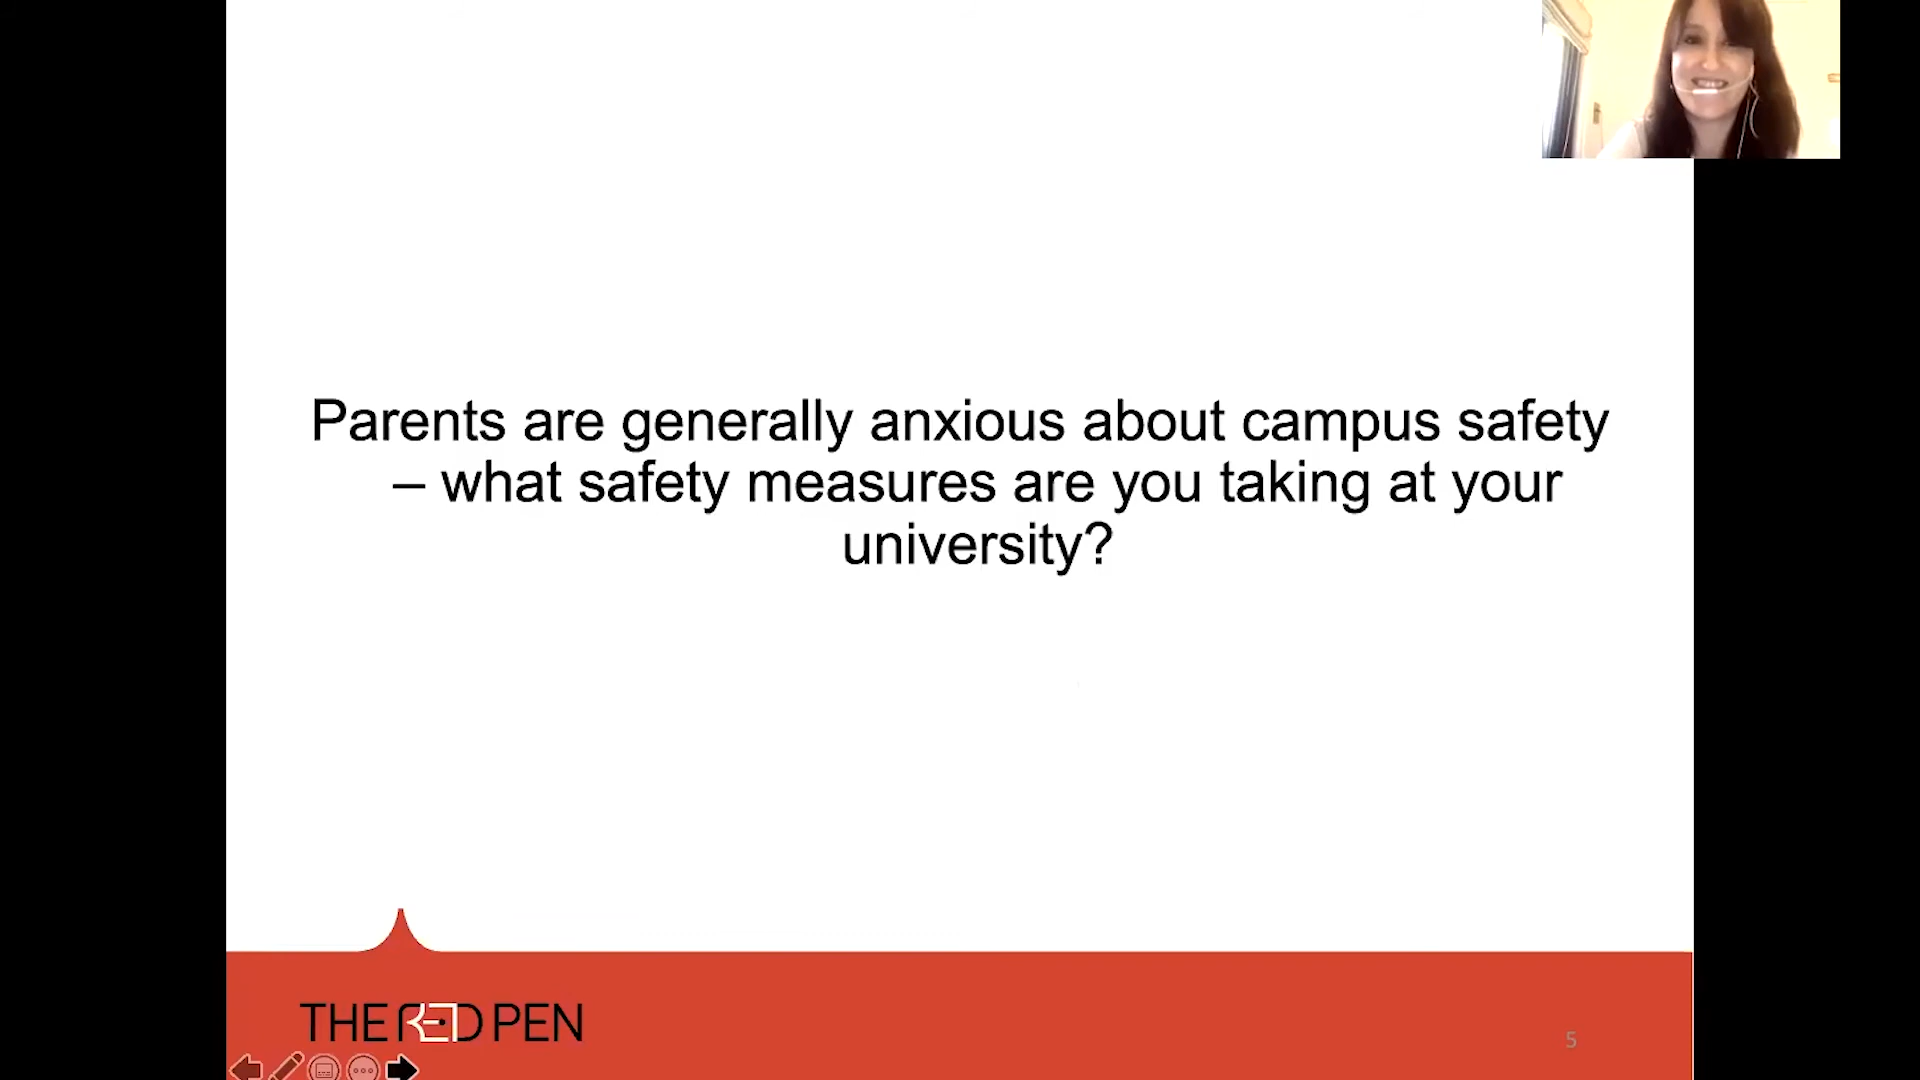 Parents are generally anxious about campus safety
– what safety measures are you taking at your
university?
THE RED PEN
5